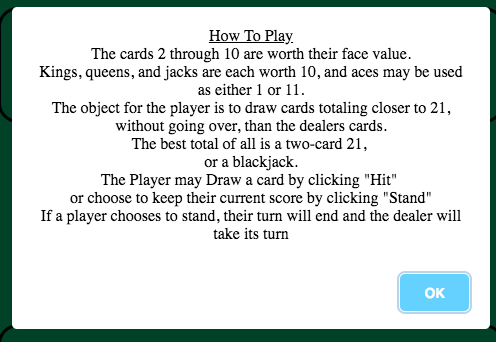 How To Play
The cards 2 through 10 are worth their face value.
Kings, queens, and jacks are each worth 10, and aces may be used
as either 1 or 11.
The object for the player is to draw cards totaling closer to 21,
without going over, than the dealers cards.
The best total of all is a two-card 21,
or a blackjack.
The Player may Draw a card by clicking "Hit"
or choose to keep their current score by clicking "Stand"
If a player chooses to stand, their turn will end and the dealer will
take its turn
OK